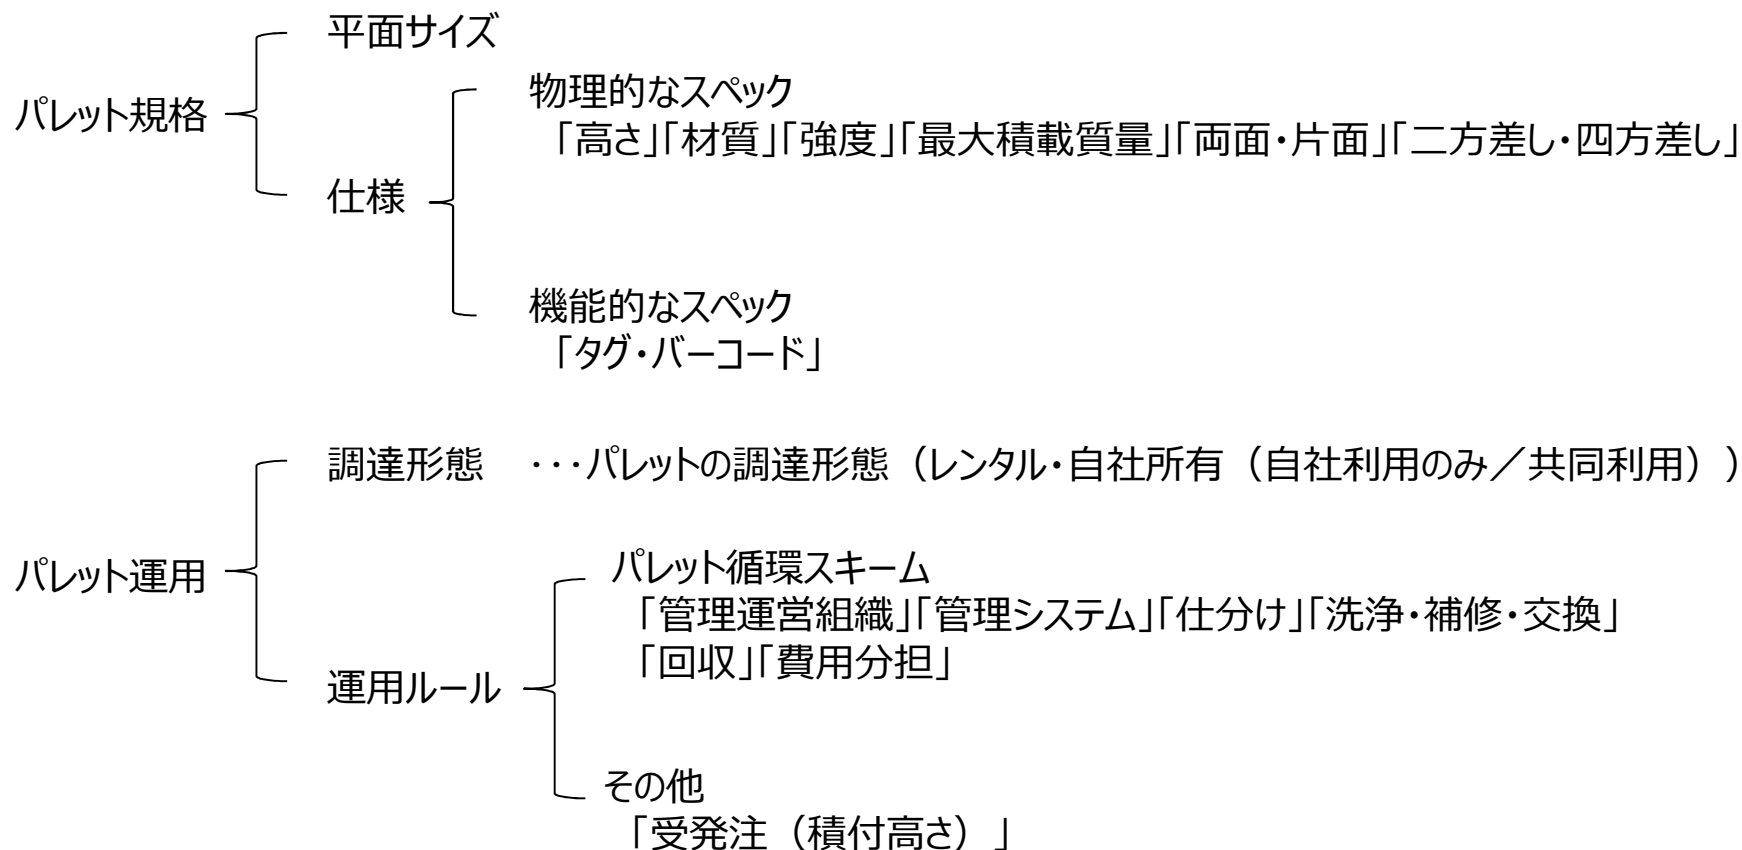 平面サイズ
物理的なスペック
パレット規格
「高さ」「材質」「強度」「最大積載質量」「両面・片面」「二方差し・四方差し」
仕様
機能的なスペック
「タグ・バーコード」
調達形態 ・・・パレットの調達形態（レンタル・自社所有（自社利用のみ／共同利用））
パレット運用
パレット循環スキーム
「管理運営組織」「管理システム」「仕分け」「洗浄・補修・交換」
「回収」「費用分担」
運用ルール
その他
「受発注（積付高さ）」